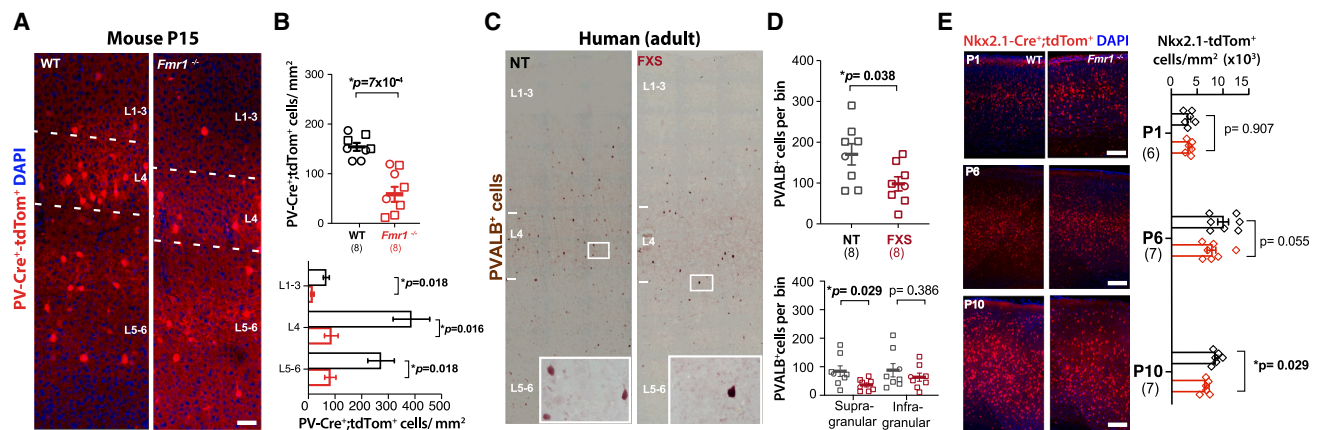 A
Mouse P15
PV-Cre⁺-tdTom⁺ DAPI
WT
Fmr1 -/-
L1-3
L1-3
L4
L4
L5-6
L5-6
B
PV-Cre⁺;tdTom⁺ cells/ mm²
300
200
100
0
*p=7x10⁻⁴
WT
(8)
Fmr1 -/-
(8)
L1-3
L4
L5-6
*p=0.018
*p=0.016
*p=0.018
0 100 200 300 400 500
PV-Cre⁺;tdTom⁺ cells/ mm²
C
Human (adult)
PVALB⁺ cells
NT
FXS
L1-3
L1-3
L4
L4
L5-6
L5-6
D
PVALB⁺ cells per bin
400
300
200
100
0
*p= 0.038
NT
(8)
FXS
(8)
PVALB⁺cells per bin
400
300
200
100
0
*p= 0.029
p= 0.386
Supra-
granular
Infra-
granular
E
Nkx2.1-Cre⁺;tdTom⁺ DAPI
P1
WT
Fmr1 -/-
P6
P10
Nkx2.1-tdTom⁺
cells/mm² (x10³)
0 5 10 15
P1
(6)
p= 0.907
P6
(7)
p= 0.055
P10
(7)
*p= 0.029